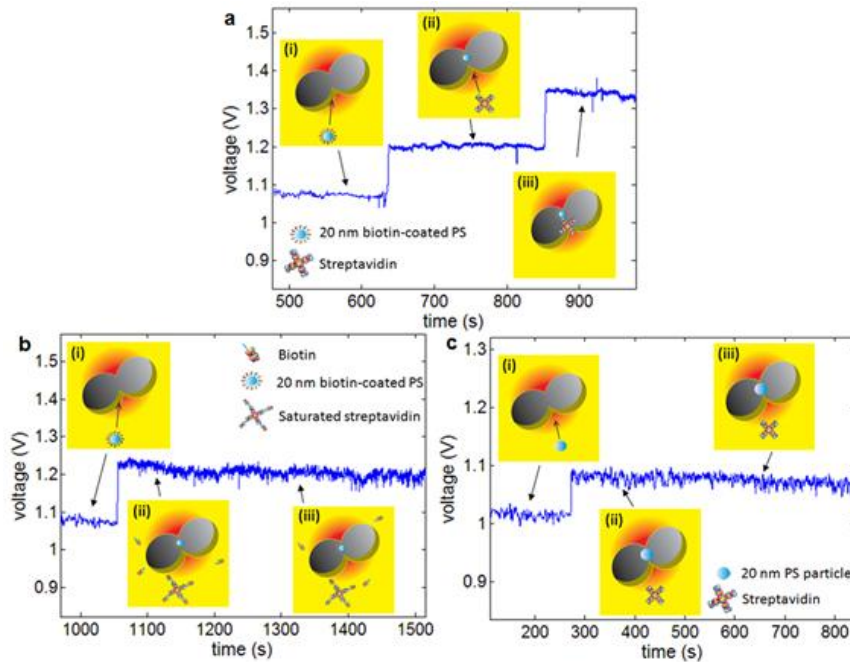 a
(i)
(ii)
(iii)
1.5
1.4
1.3
1.2
1.1
1
0.9
voltage (V)
20 nm biotin-coated PS
Streptavidin
500 600 700 800 900
time (s)
b
(i)
Biotin
20 nm biotin-coated PS
Saturated streptavidin
(ii)
(iii)
1.5
1.4
1.3
1.2
1.1
1
0.9
voltage (V)
1000 1100 1200 1300 1400 1500
time (s)
c
(i)
(iii)
(ii)
1.3
1.2
1.1
1
0.9
voltage (V)
20 nm PS particle
Streptavidin
200 300 400 500 600 700 800
time (s)